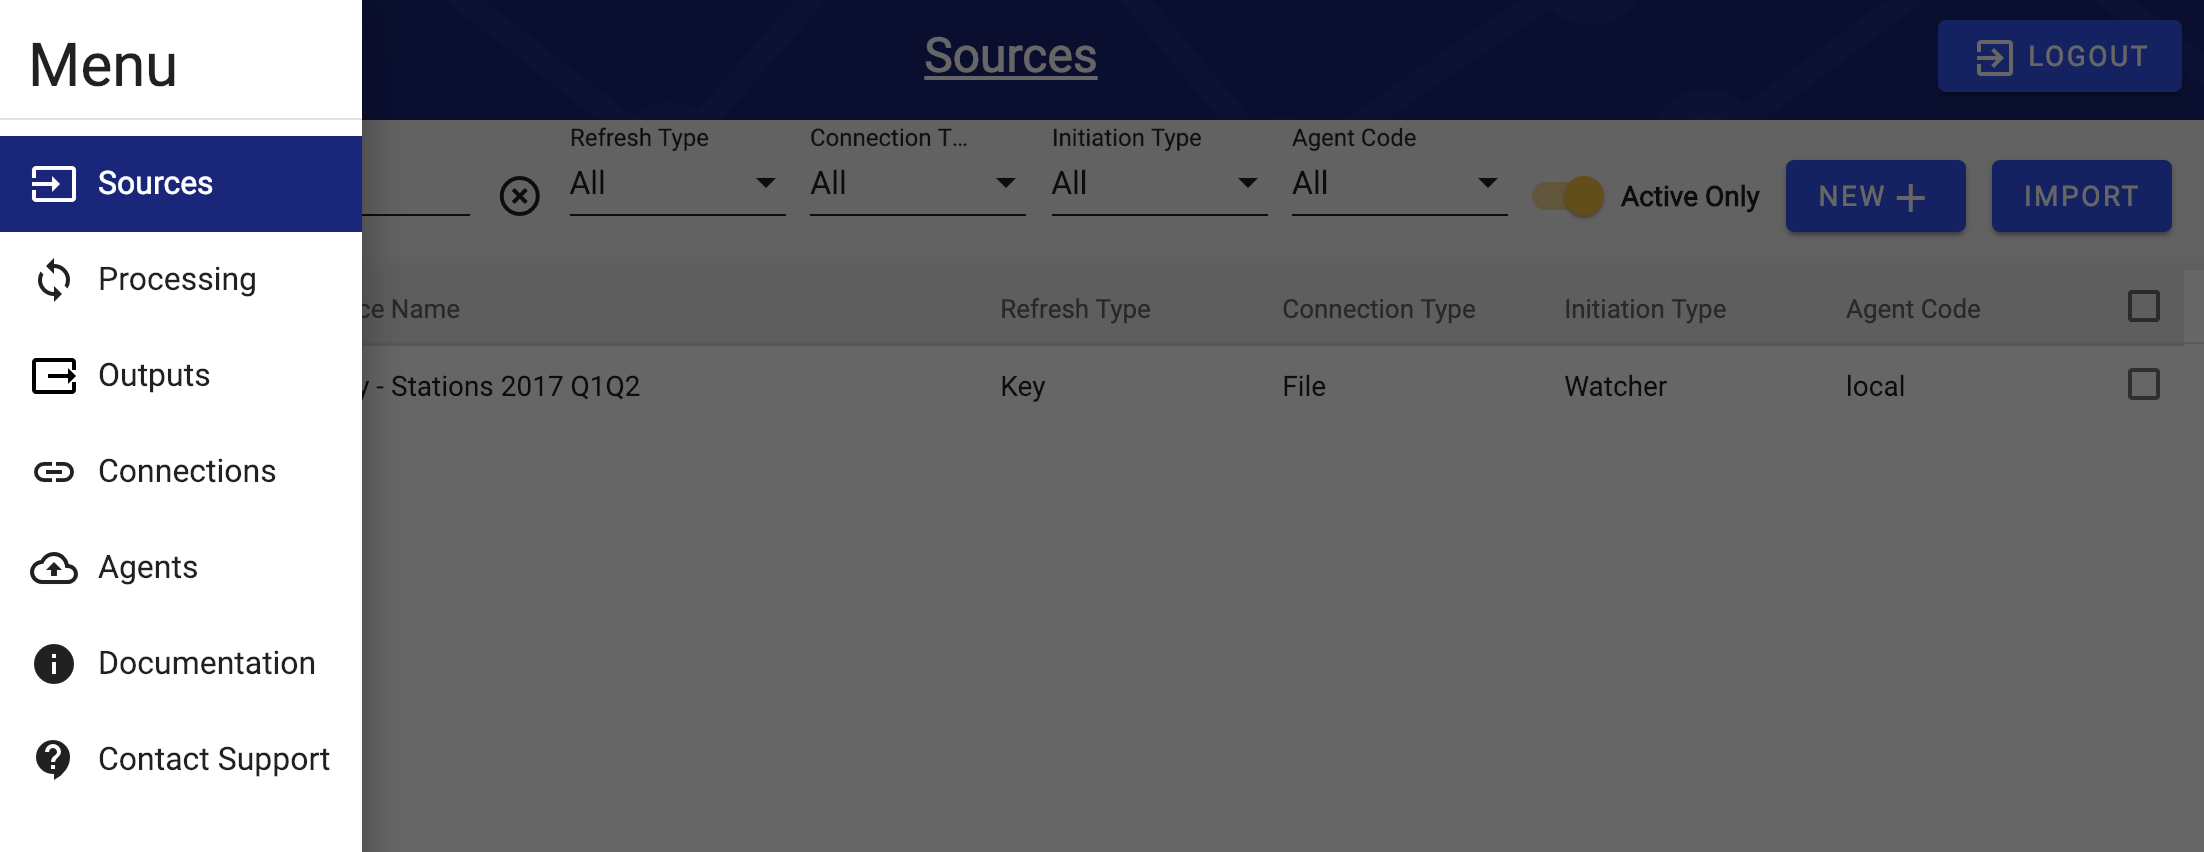 Menu
Sources
Processing
Outputs
Connections
Agents
Documentation
Contact Support
Sources
LOGOUT
Refresh Type
All
Connection T...
All
Initiation Type
All
Agent Code
All
Active Only
NEW
IMPORT
ce Name Refresh Type Connection Type Initiation Type Agent Code
y - Stations 2017 Q1Q2 Key File Watcher local